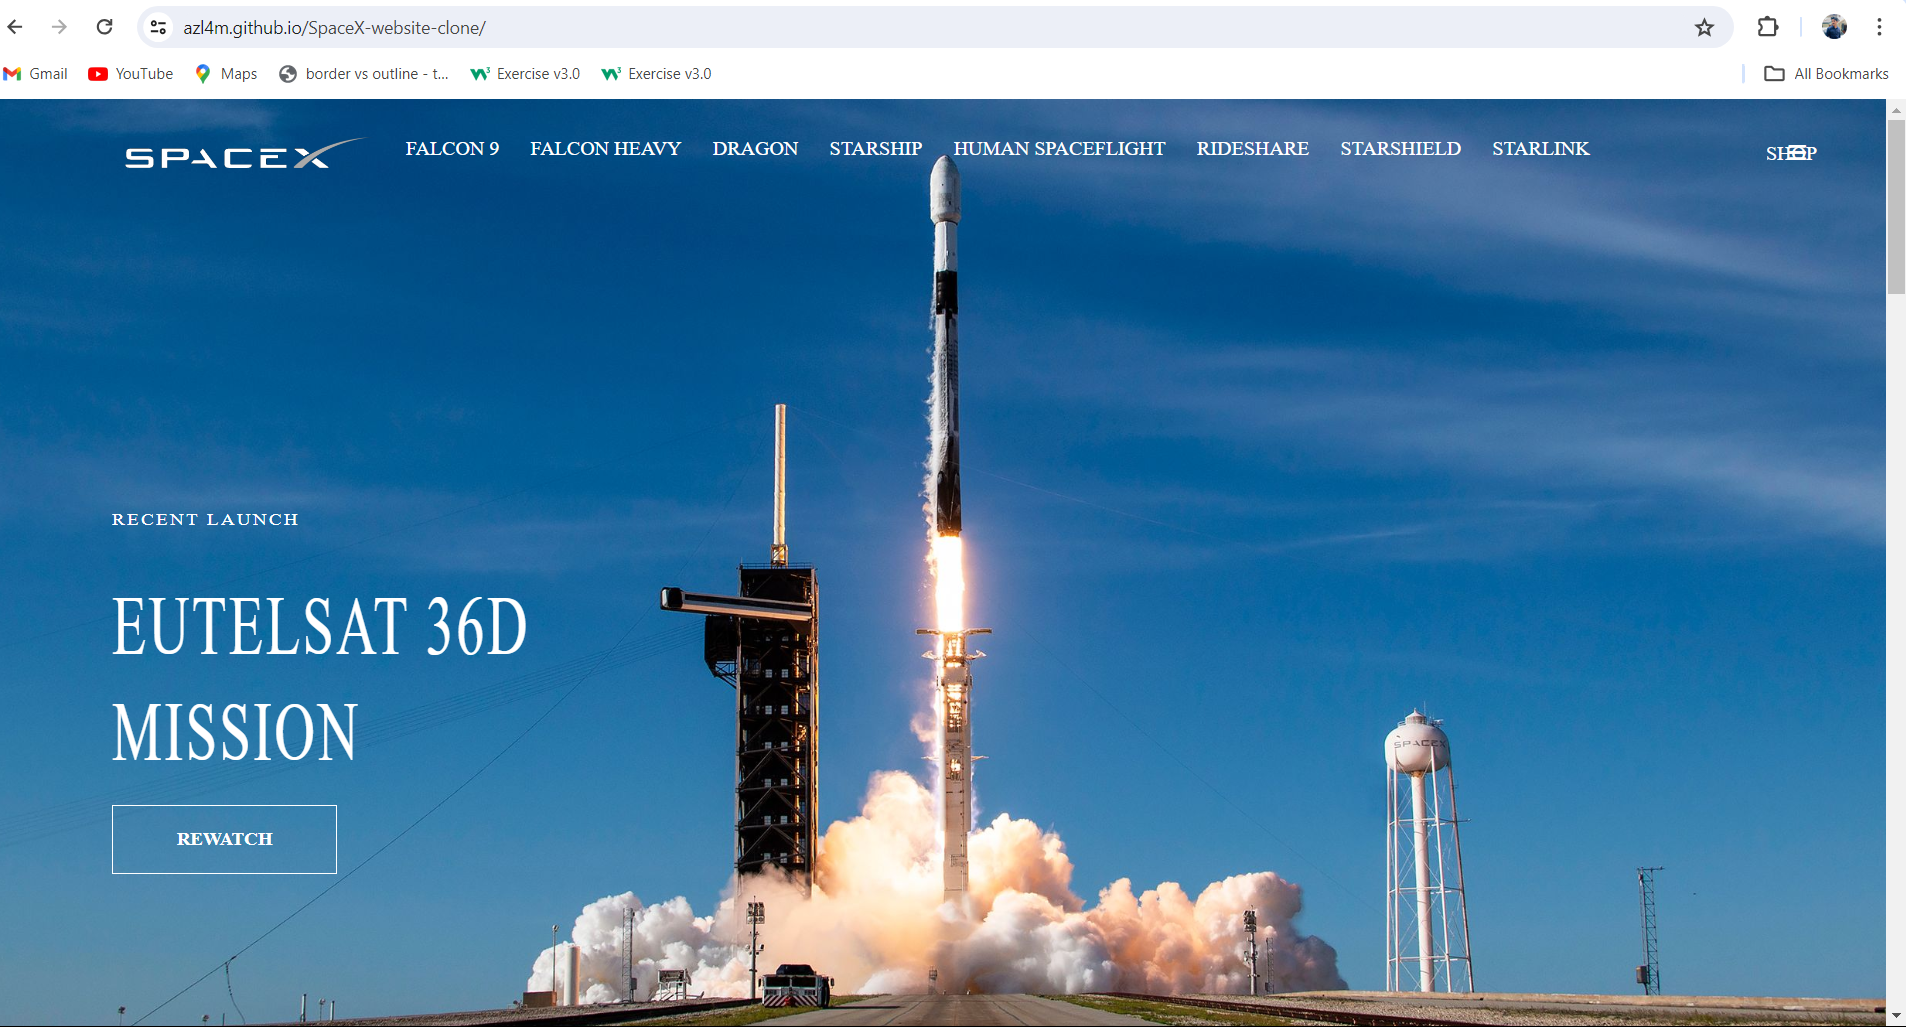 azl4m.github.io/SpaceX-website-clone/
Gmail YouTube Maps border vs outline - t... Exercise v3.0 Exercise v3.0 All Bookmarks
SPACEX FALCON 9 FALCON HEAVY DRAGON STARSHIP HUMAN SPACEFLIGHT RIDESHARE STARSHIELD STARLINK SHOP
RECENT LAUNCH
EUTELSAT 36D
MISSION
SPACEX
REWATCH